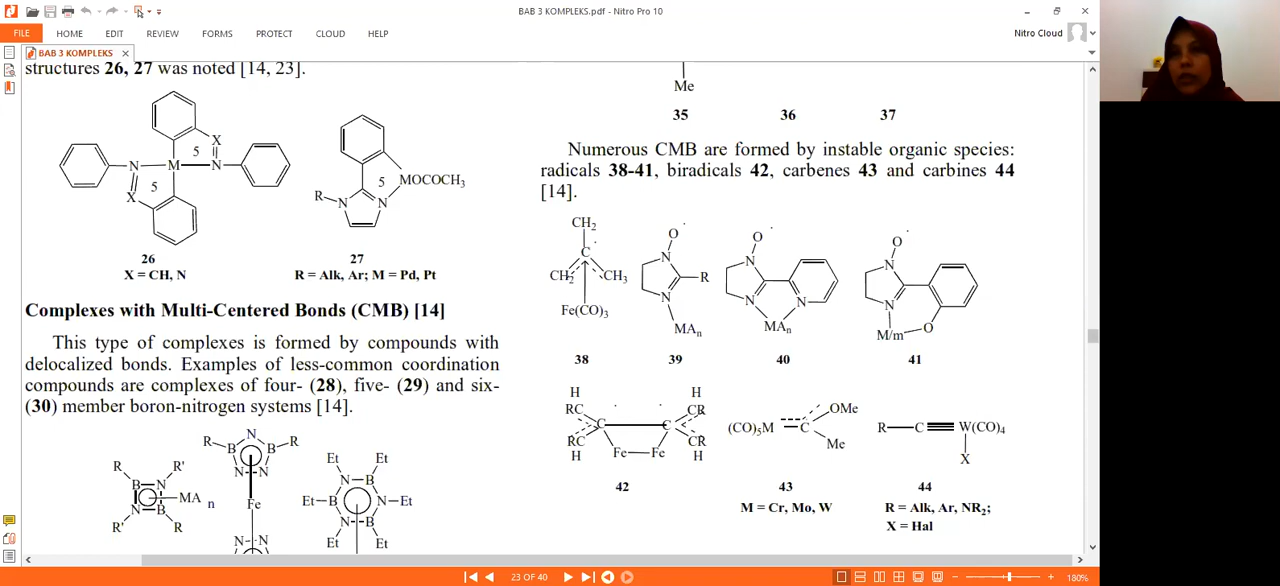 BAB 3 KOMPLEKS.pdf - Nitro Pro 10
FILE HOME EDIT REVIEW FORMS PROTECT CLOUD HELP
Nitro Cloud
BAB 3 KOMPLEKS
structures 26, 27 was noted [14, 23].
X
5
N M N
5
X
26
X = CH, N
5
MOCOCH3
R
N N
27
R = Alk, Ar; M = Pd, Pt
Complexes with Multi-Centered Bonds (CMB) [14]
This type of complexes is formed by compounds with
delocalized bonds. Examples of less-common coordination
compounds are complexes of four- (28), five- (29) and six-
(30) member boron-nitrogen systems [14].
R R'
B N
MA n
N B
R' R
N
R R
B B
N N
Fe
N N
Et Et
N B
Et B N Et
N B
Et Et
Me
35 36 37
Numerous CMB are formed by instable organic species:
radicals 38-41, biradicals 42, carbenes 43 and carbines 44
[14].
CH2
C
CH2 CH3
Fe(CO)3
38
O
N
R
N
MAn
39
O
N
N N
MAn
40
O
N
N
M/m O
41
H H
RC CR
C C
RC CR
H Fe Fe H
42
OMe
(CO)5M C
Me
43
M = Cr, Mo, W
R C W(CO)4
X
44
R = Alk, Ar, NR2;
X = Hal
23 OF 40
180%